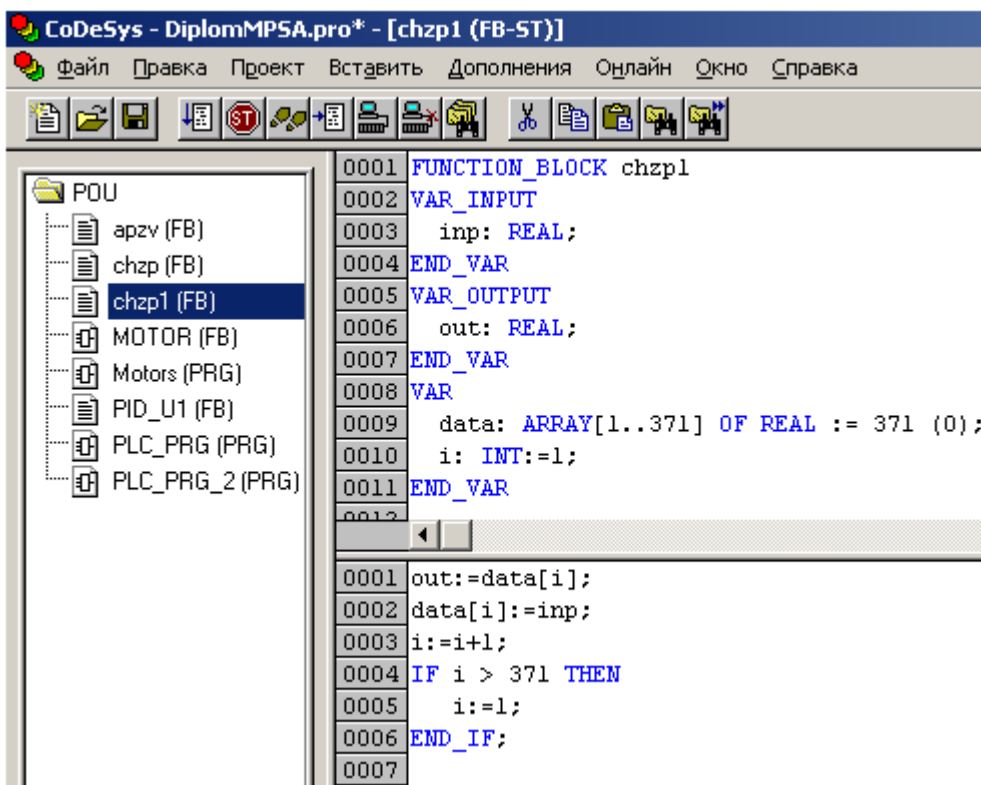 CoDeSys - DiplomMPSA.pro* - [chzp1 (FB-ST)]
Файл Правка Проект Вставить Дополнения Онлайн Окно Справка
POU
apzv (FB)
chzp (FB)
chzp1 (FB)
MOTOR (FB)
Motors (PRG)
PID_U1 (FB)
PLC_PRG (PRG)
PLC_PRG_2 (PRG)
0001 FUNCTION_BLOCK chzp1
0002 VAR_INPUT
0003 inp: REAL;
0004 END_VAR
0005 VAR_OUTPUT
0006 out: REAL;
0007 END_VAR
0008 VAR
0009 data: ARRAY[1..371] OF REAL := 371 (0);
0010 i: INT:=1;
0011 END_VAR
0012
0001 out:=data[i];
0002 data[i]:=inp;
0003 i:=i+1;
0004 IF i > 371 THEN
0005 i:=1;
0006 END_IF;
0007